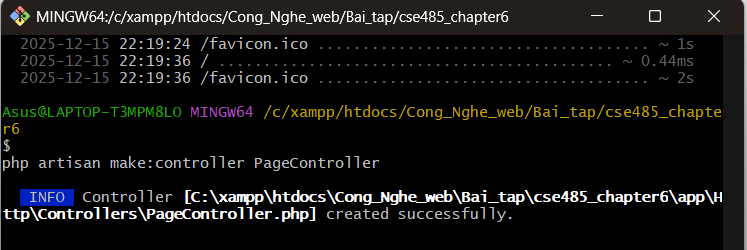 MINGW64:/c/xampp/htdocs/Cong_Nghe_web/Bai_tap/cse485_chapter6
2025-12-15 22:19:24 /favicon.ico ..................................... ~ 1s
2025-12-15 22:19:36 / ............................................. ~ 0.44ms
2025-12-15 22:19:36 /favicon.ico ..................................... ~ 2s
Asus@LAPTOP-T3MPM8LO MINGW64 /c/xampp/htdocs/Cong_Nghe_web/Bai_tap/cse485_chapte
r6
$
php artisan make:controller PageController
INFO Controller [C:\xampp\htdocs\Cong_Nghe_web\Bai_tap\cse485_chapter6\app\H
ttp\Controllers\PageController.php] created successfully.